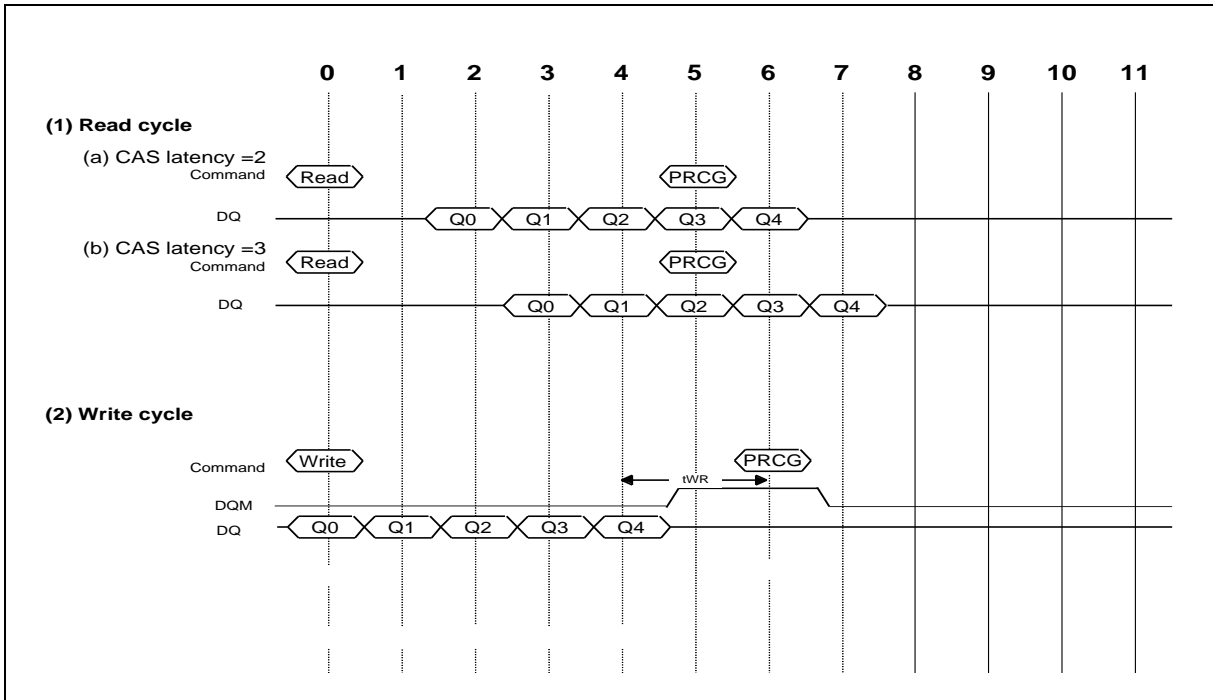 0 1 2 3 4 5 6 7 8 9 10 11
(1) Read cycle
(a) CAS latency =2
Command Read PRCG
DQ Q0 Q1 Q2 Q3 Q4
(b) CAS latency =3
Command Read PRCG
DQ Q0 Q1 Q2 Q3 Q4
(2) Write cycle
Command Write PRCG
tWR
DQM
DQ Q0 Q1 Q2 Q3 Q4